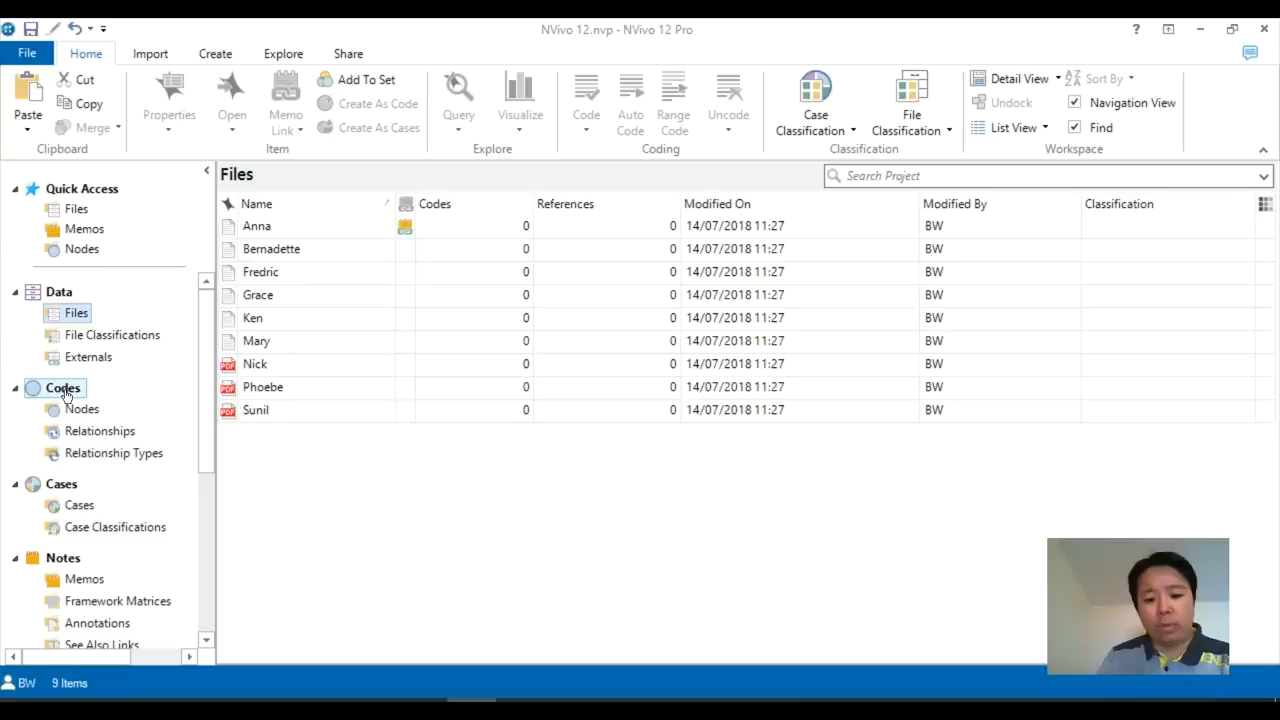 NVivo 12.nvp - NVivo 12 Pro
?
File Home Import Create Explore Share
Paste
Cut
Copy
Merge
Clipboard
Properties
Open
Memo
Link
Add To Set
Create As Code
Create As Cases
Item
Query
Visualize
Explore
Code
Auto
Code
Range
Code
Uncode
Coding
Case
Classification
File
Classification
Classification
Detail View
Sort By
Undock
Navigation View
List View
Find
Workspace
Quick Access
Files
Memos
Nodes
Data
Files
File Classifications
Externals
Codes
Nodes
Relationships
Relationship Types
Cases
Cases
Case Classifications
Notes
Memos
Framework Matrices
Annotations
See Also Links
Files
Search Project
Name Codes References Modified On Modified By Classification
Anna 0 0 14/07/2018 11:27 BW
Bernadette 0 0 14/07/2018 11:27 BW
Fredric 0 0 14/07/2018 11:27 BW
Grace 0 0 14/07/2018 11:27 BW
Ken 0 0 14/07/2018 11:27 BW
Mary 0 0 14/07/2018 11:27 BW
PDF Nick 0 0 14/07/2018 11:27 BW
PDF Phoebe 0 0 14/07/2018 11:27 BW
PDF Sunil 0 0 14/07/2018 11:27 BW
BW 9 Items